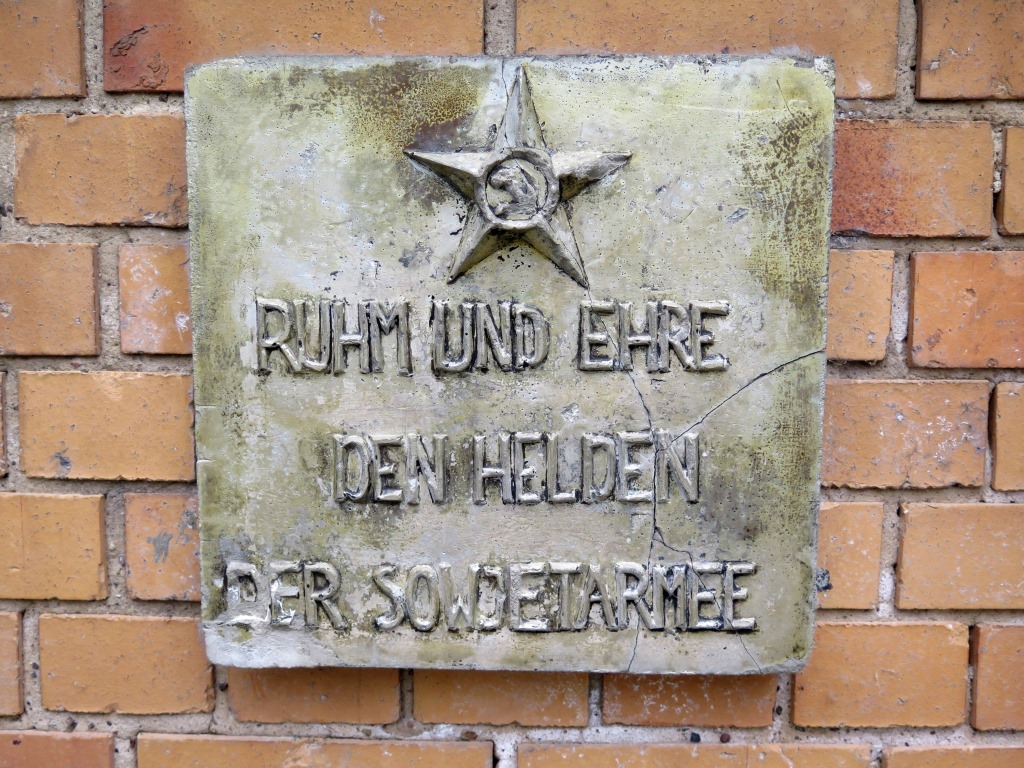 RUHM UND EHRE
DEN HELDEN
DER SOWJETARMEE